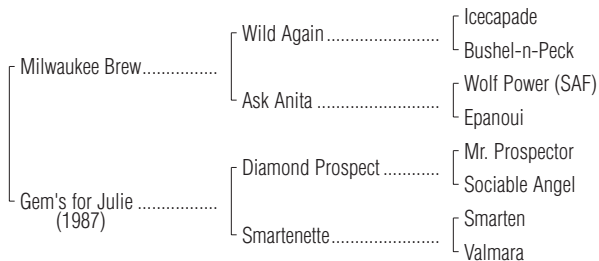 Icecapade
Wild Again......................
Bushel-n-Peck
Milwaukee Brew...............
Wolf Power (SAF)
Ask Anita ........................
Epanoui
Mr. Prospector
Diamond Prospect ...........
Sociable Angel
Gem's for Julie ...............
(1987)
Smarten
Smartenette.....................
Valmara